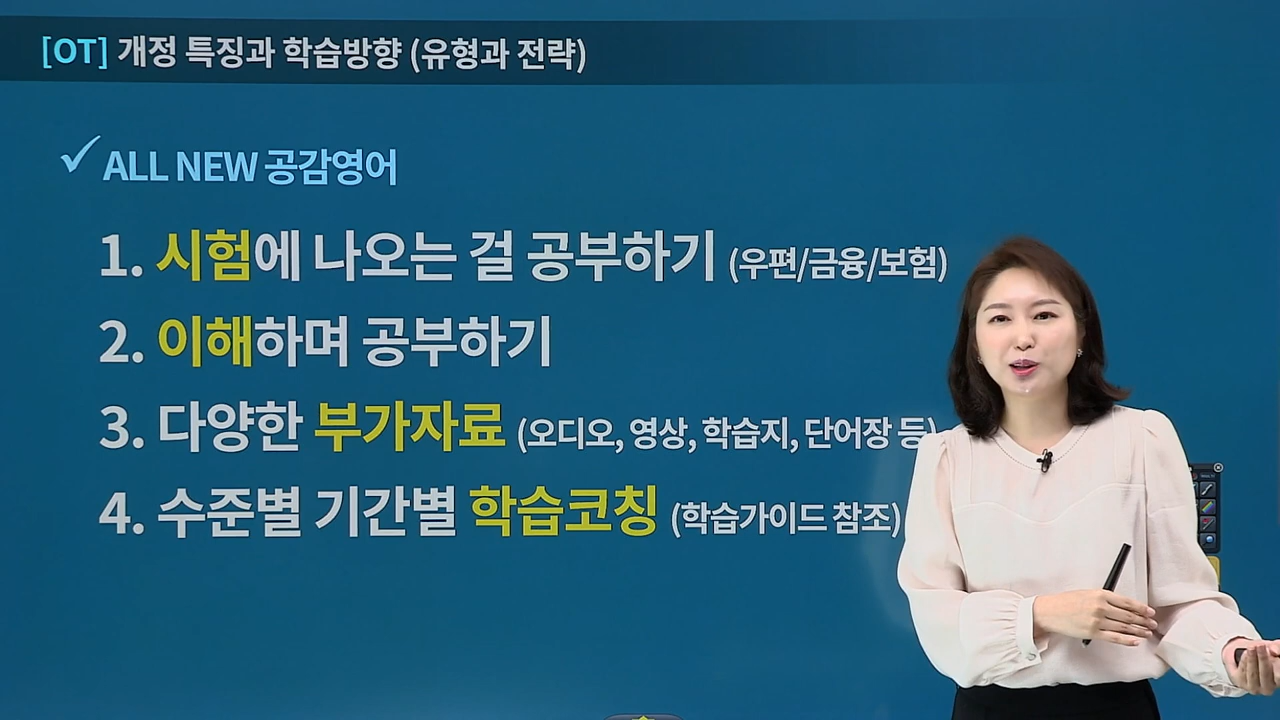 [OT] 개정 특징과 학습방향 (유형과 전략)
ALL NEW 공감영어
1. 시험에 나오는 걸 공부하기 (우편/금융/보험)
2. 이해하며 공부하기
3. 다양한 부가자료 (오디오, 영상, 학습지, 단어장 등)
4. 수준별 기간별 학습코칭 (학습가이드 참조)